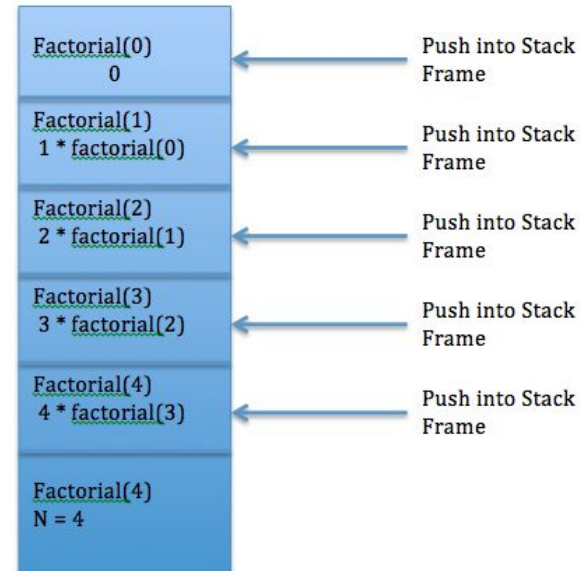 Factorial(0)
0
Push into Stack
Frame
Factorial(1)
1 * factorial(0)
Push into Stack
Frame
Factorial(2)
2 * factorial(1)
Push into Stack
Frame
Factorial(3)
3 * factorial(2)
Push into Stack
Frame
Factorial(4)
4 * factorial(3)
Push into Stack
Frame
Factorial(4)
N = 4